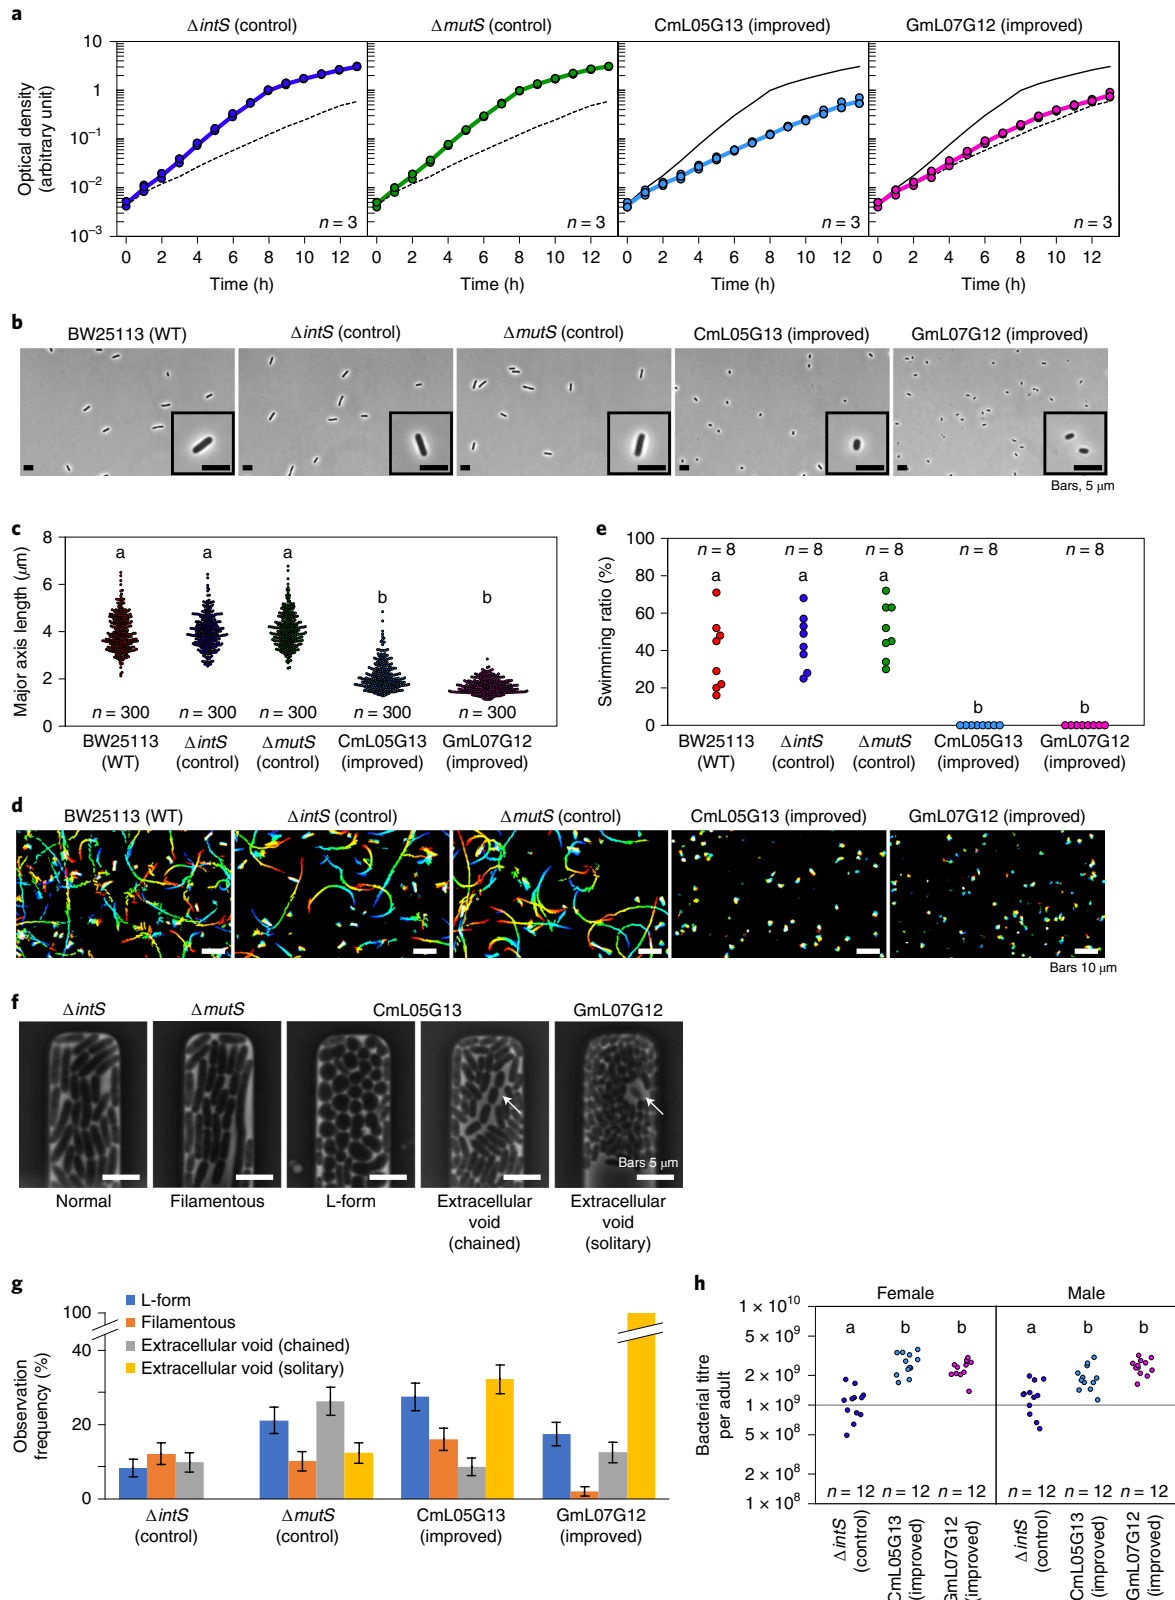 a
ΔintS (control)
ΔmutS (control)
CmL05G13 (improved)
GmL07G12 (improved)
Optical density
(arbitrary unit)
10
1
10⁻¹
10⁻²
10⁻³
n = 3
n = 3
n = 3
n = 3
0 2 4 6 8 10 12
0 2 4 6 8 10 12
0 2 4 6 8 10 12
0 2 4 6 8 10 12
Time (h)
Time (h)
Time (h)
Time (h)
b
BW25113 (WT)
ΔintS (control)
ΔmutS (control)
CmL05G13 (improved)
GmL07G12 (improved)
Bars, 5 μm
c
Major axis length (μm)
8
6
4
2
0
a
a
a
b
b
n = 300
n = 300
n = 300
n = 300
n = 300
BW25113
(WT)
ΔintS
(control)
ΔmutS
(control)
CmL05G13
(improved)
GmL07G12
(improved)
e
Swimming ratio (%)
100
80
60
40
20
0
n = 8
n = 8
n = 8
n = 8
n = 8
a
a
a
b
b
BW25113
(WT)
ΔintS
(control)
ΔmutS
(control)
CmL05G13
(improved)
GmL07G12
(improved)
d
BW25113 (WT)
ΔintS (control)
ΔmutS (control)
CmL05G13 (improved)
GmL07G12 (improved)
Bars 10 μm
f
ΔintS
ΔmutS
CmL05G13
GmL07G12
Bars 5 μm
Normal
Filamentous
L-form
Extracellular
void
(chained)
Extracellular
void
(solitary)
g
Observation
frequency (%)
100
40
20
0
L-form
Filamentous
Extracellular void (chained)
Extracellular void (solitary)
ΔintS
(control)
ΔmutS
(control)
CmL05G13
(improved)
GmL07G12
(improved)
h
Female
Male
Bacterial titre
per adult
1 × 10¹⁰
5 × 10⁹
2 × 10⁹
1 × 10⁹
5 × 10⁸
2 × 10⁸
1 × 10⁸
a
b
b
a
b
b
n = 12
n = 12
n = 12
n = 12
n = 12
n = 12
ΔintS
(control)
CmL05G13
(improved)
GmL07G12
(improved)
ΔintS
(control)
CmL05G13
(improved)
GmL07G12
(improved)